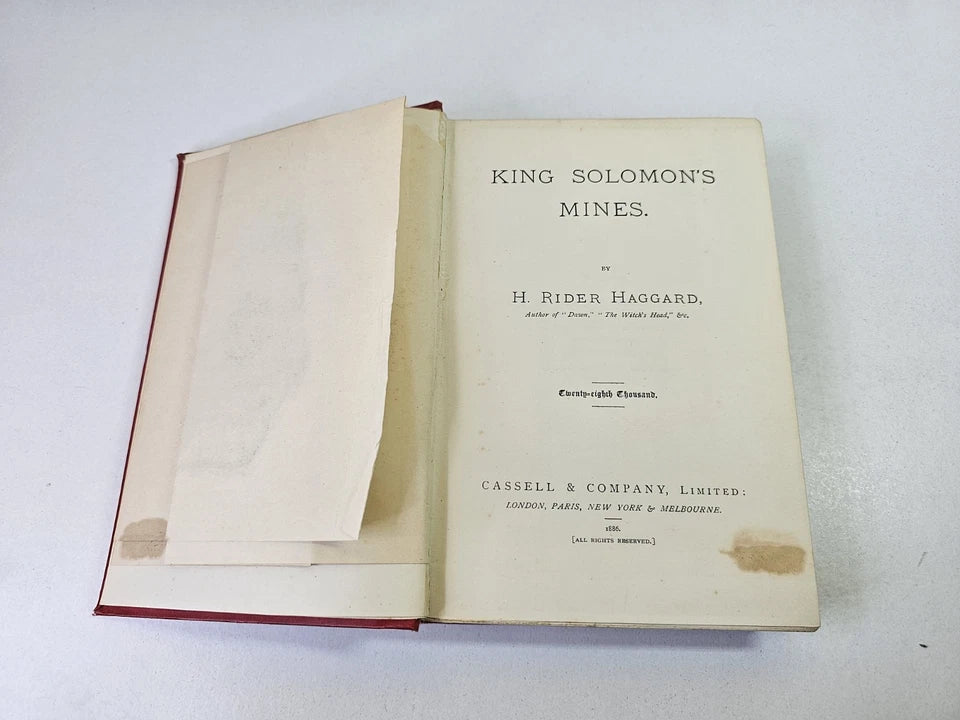 KING SOLOMON'S
MINES.
BY
H. RIDER HAGGARD,
Author of "Dawn," "The Witch's Head," &c.
Twenty-eighth Thousand.
CASSELL & COMPANY, LIMITED:
LONDON, PARIS, NEW YORK & MELBOURNE.
1886.
[ALL RIGHTS RESERVED.]